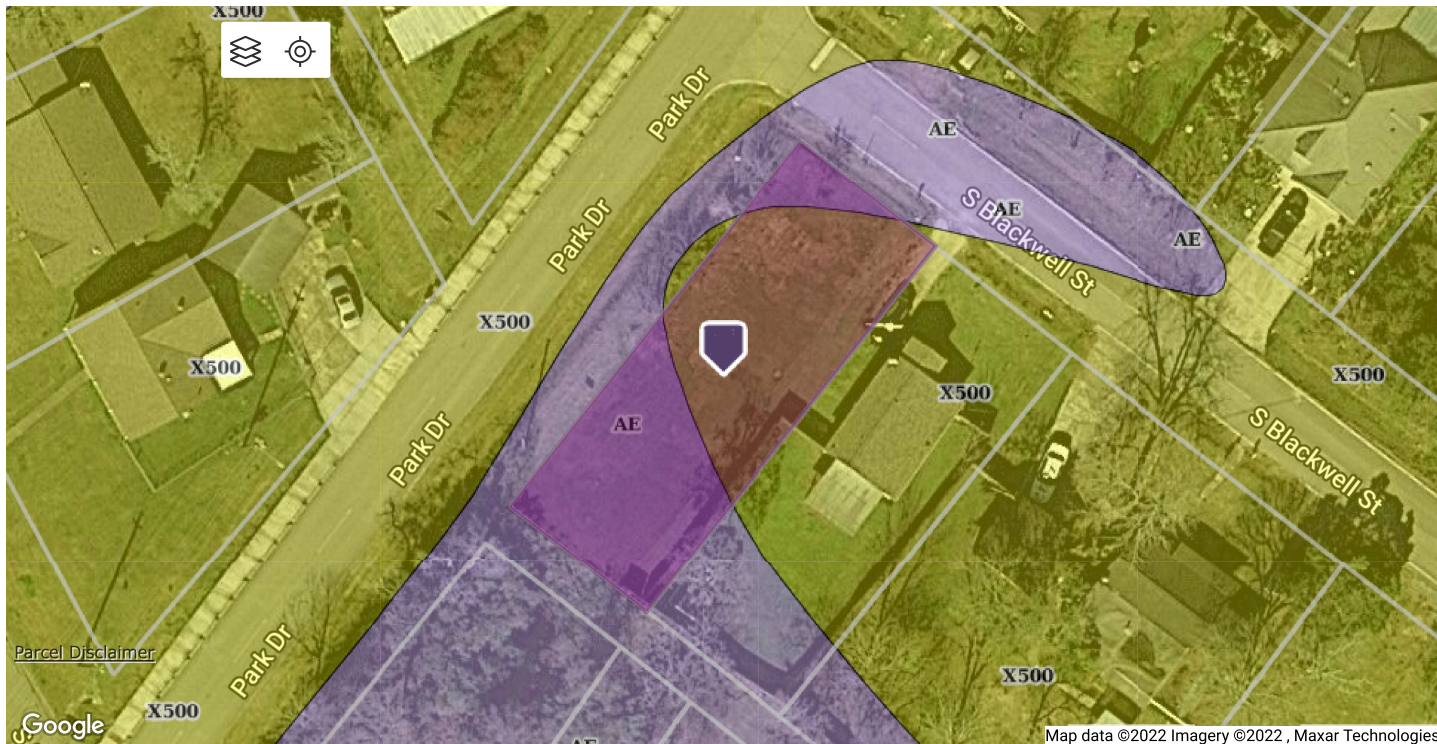 X500
Park Dr
AE
S Blackwell St
AE
Park Dr
AE
X500
X500
X500
X500
AE
Park Dr
S Blackwell St
Parcel Disclaimer
Park Dr
X500
X500
Google
AE
Map data ©2022 Imagery ©2022 , Maxar Technologies